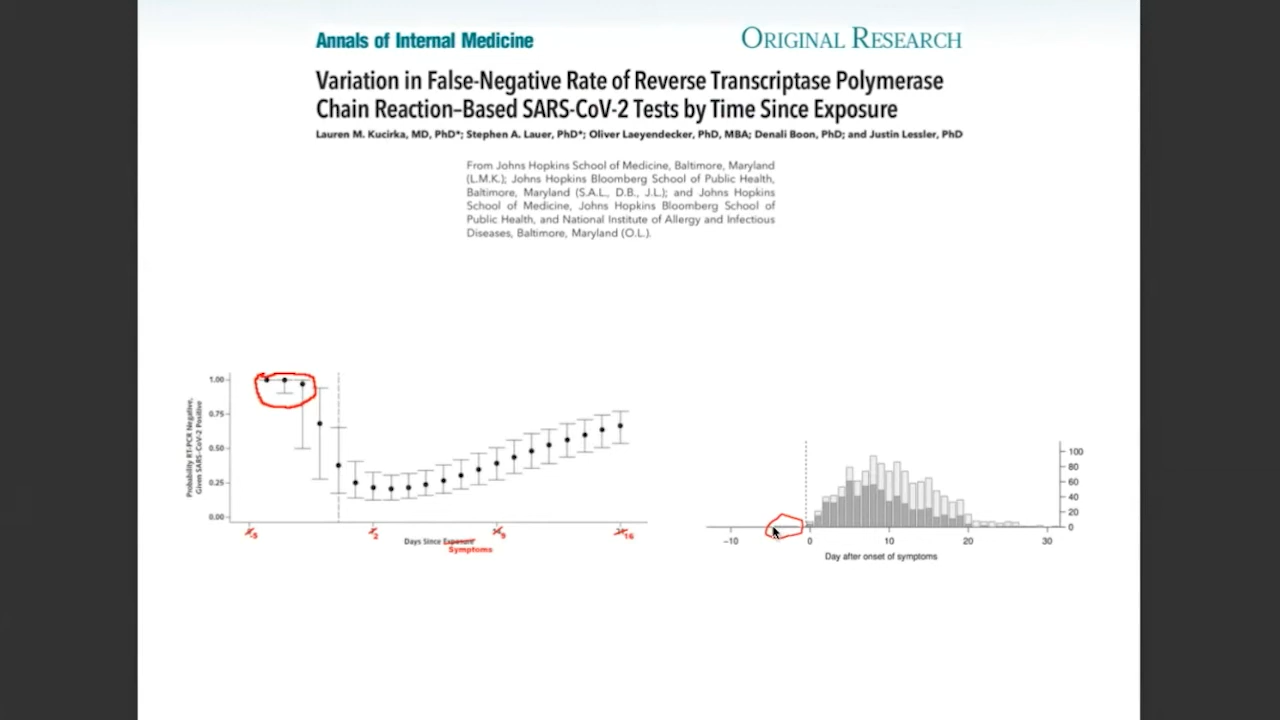 Annals of Internal Medicine
ORIGINAL RESEARCH
Variation in False-Negative Rate of Reverse Transcriptase Polymerase
Chain Reaction–Based SARS-CoV-2 Tests by Time Since Exposure
Lauren M. Kucirka, MD, PhD*; Stephen A. Lauer, PhD*; Oliver Laeyendecker, PhD, MBA; Denali Boon, PhD; and Justin Lessler, PhD
From Johns Hopkins School of Medicine, Baltimore, Maryland
(L.M.K.); Johns Hopkins Bloomberg School of Public Health,
Baltimore, Maryland (S.A.L., D.B., J.L.); and Johns Hopkins
School of Medicine, Johns Hopkins Bloomberg School of
Public Health, and National Institute of Allergy and Infectious
Diseases, Baltimore, Maryland (O.L.).
Probability RT-PCR Negative,
Given SARS-CoV-2 Positive
1.00
0.75
0.50
0.25
0.00
-5
2
9
16
Days Since Exposure
Symptoms
100
80
60
40
20
0
−10
0
10
20
30
Day after onset of symptoms